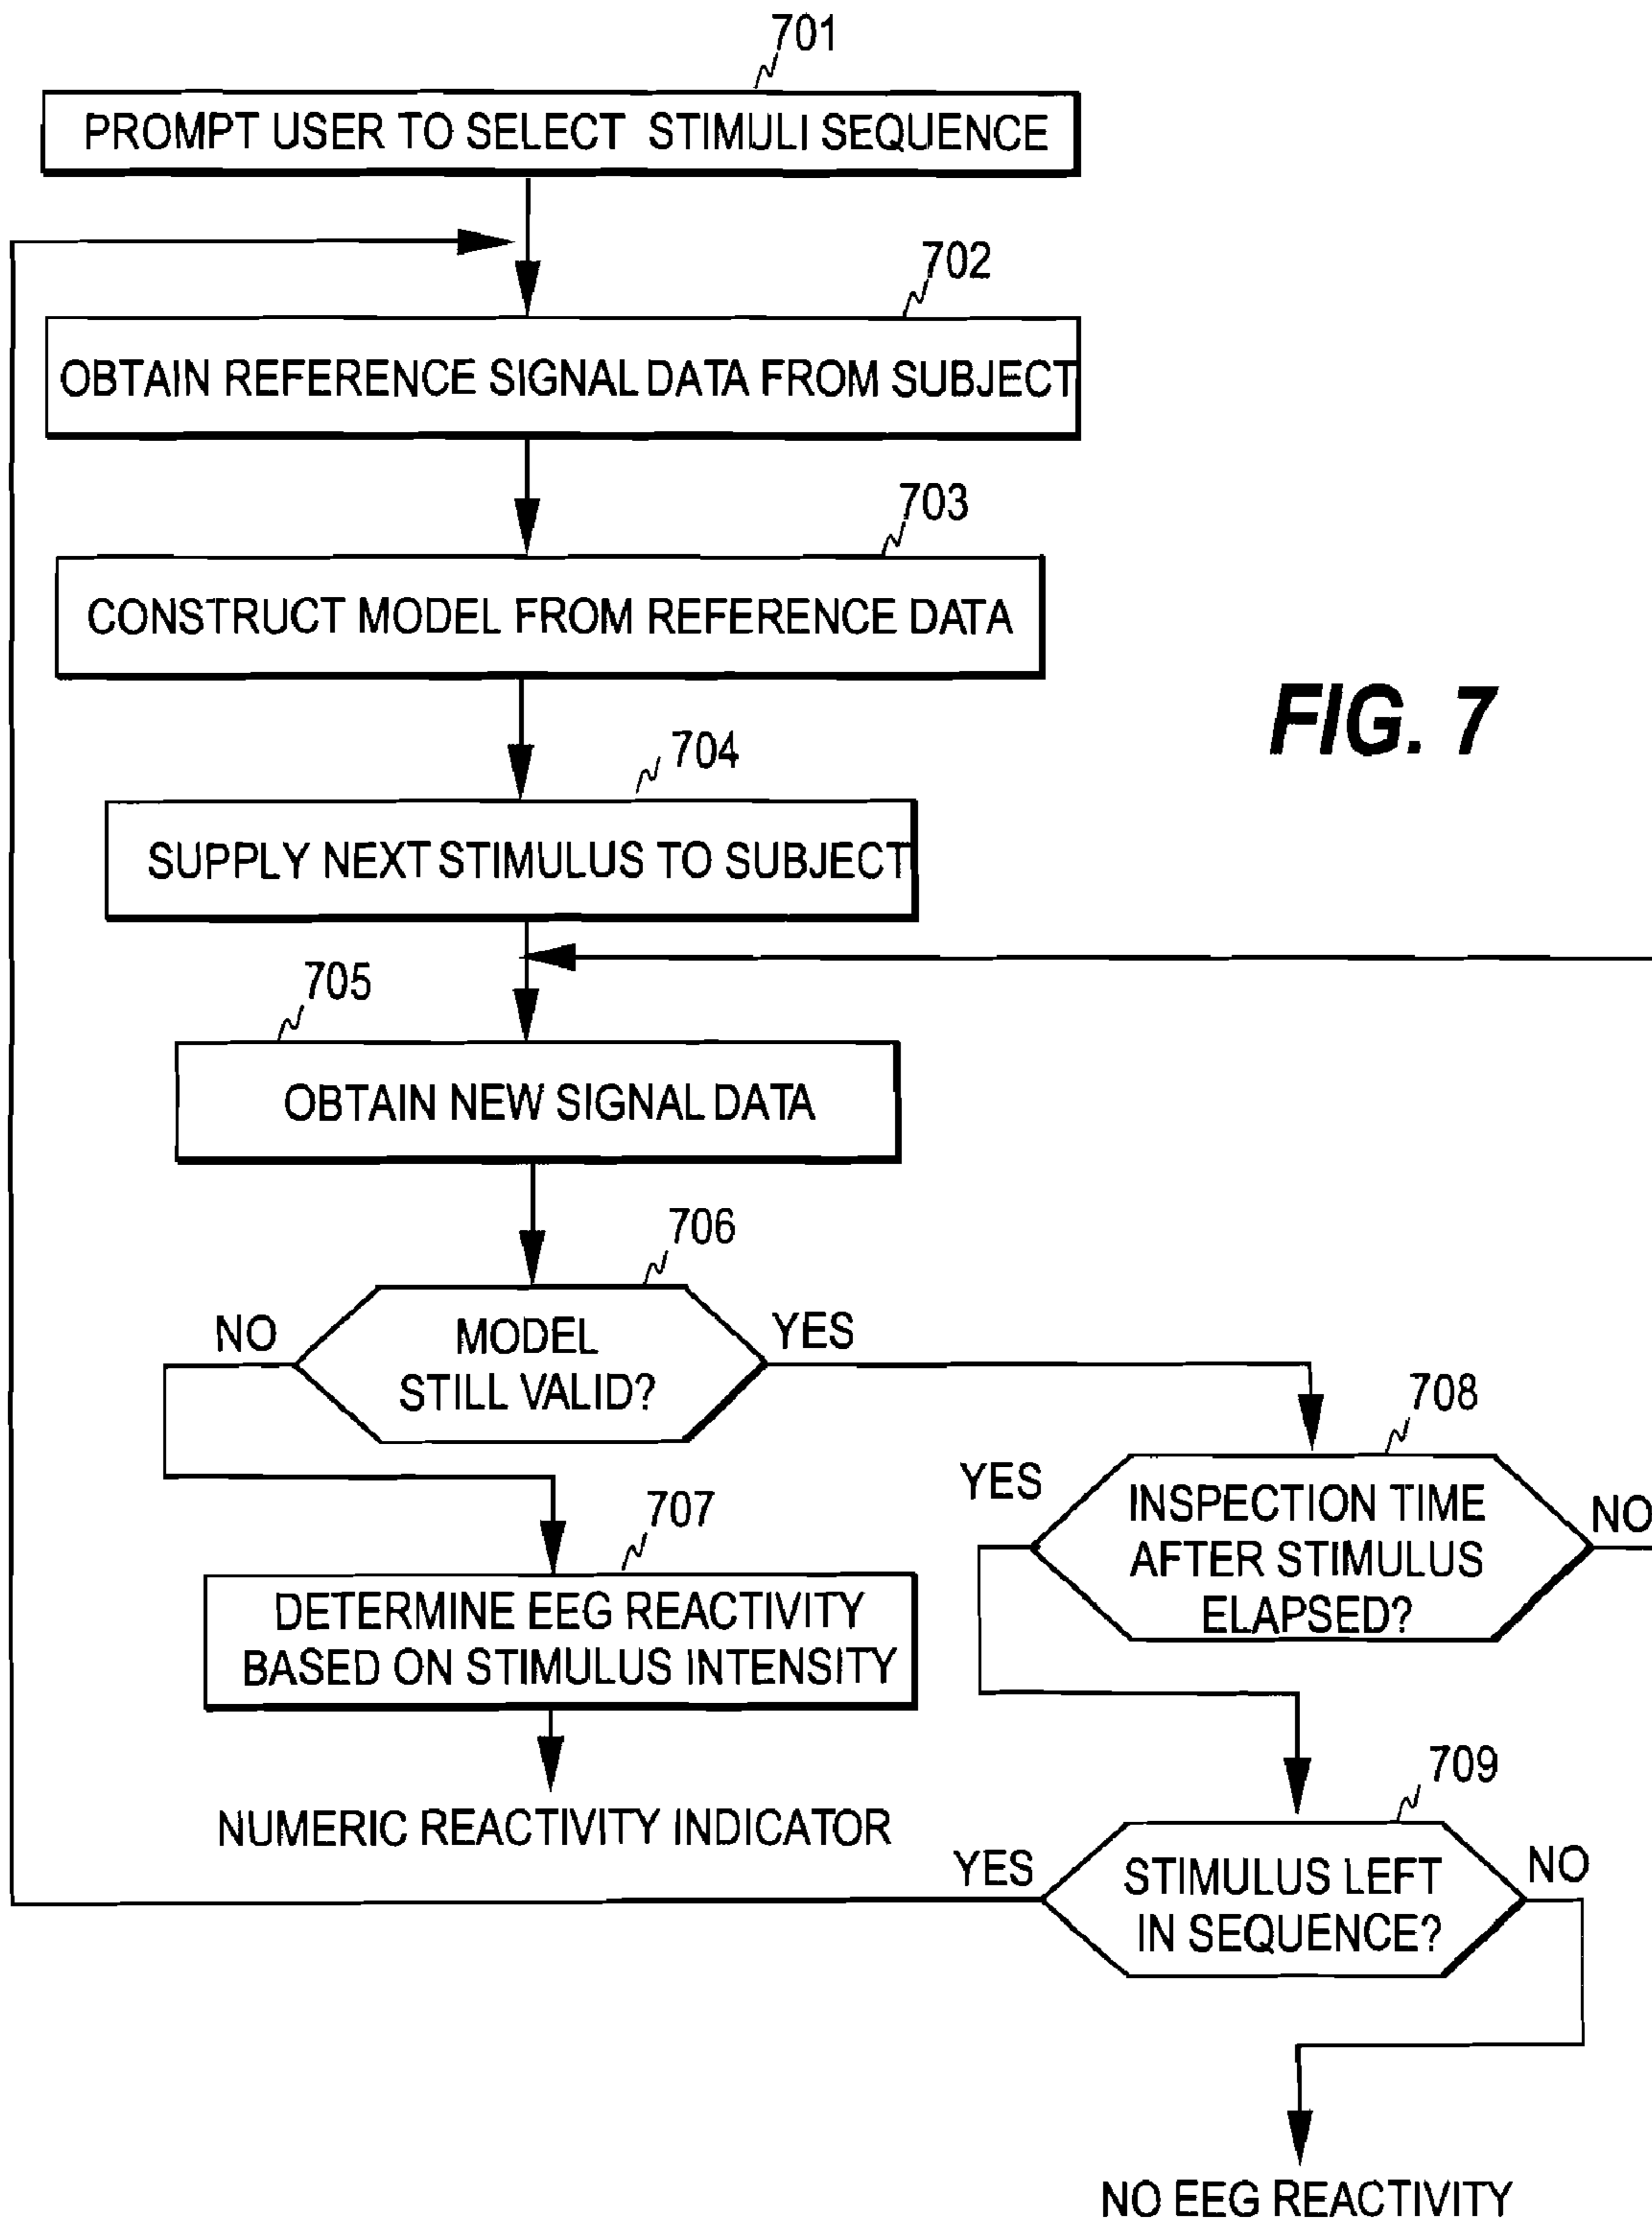 701
PROMPT USER TO SELECT STIMULI SEQUENCE
702
OBTAIN REFERENCE SIGNAL DATA FROM SUBJECT
703
CONSTRUCT MODEL FROM REFERENCE DATA
FIG. 7
704
SUPPLY NEXT STIMULUS TO SUBJECT
705
OBTAIN NEW SIGNAL DATA
706
NO
MODEL
STILL VALID?
YES
708
YES
INSPECTION TIME
AFTER STIMULUS
ELAPSED?
NO
707
DETERMINE EEG REACTIVITY
BASED ON STIMULUS INTENSITY
NUMERIC REACTIVITY INDICATOR
709
YES
STIMULUS LEFT
IN SEQUENCE?
NO
NO EEG REACTIVITY